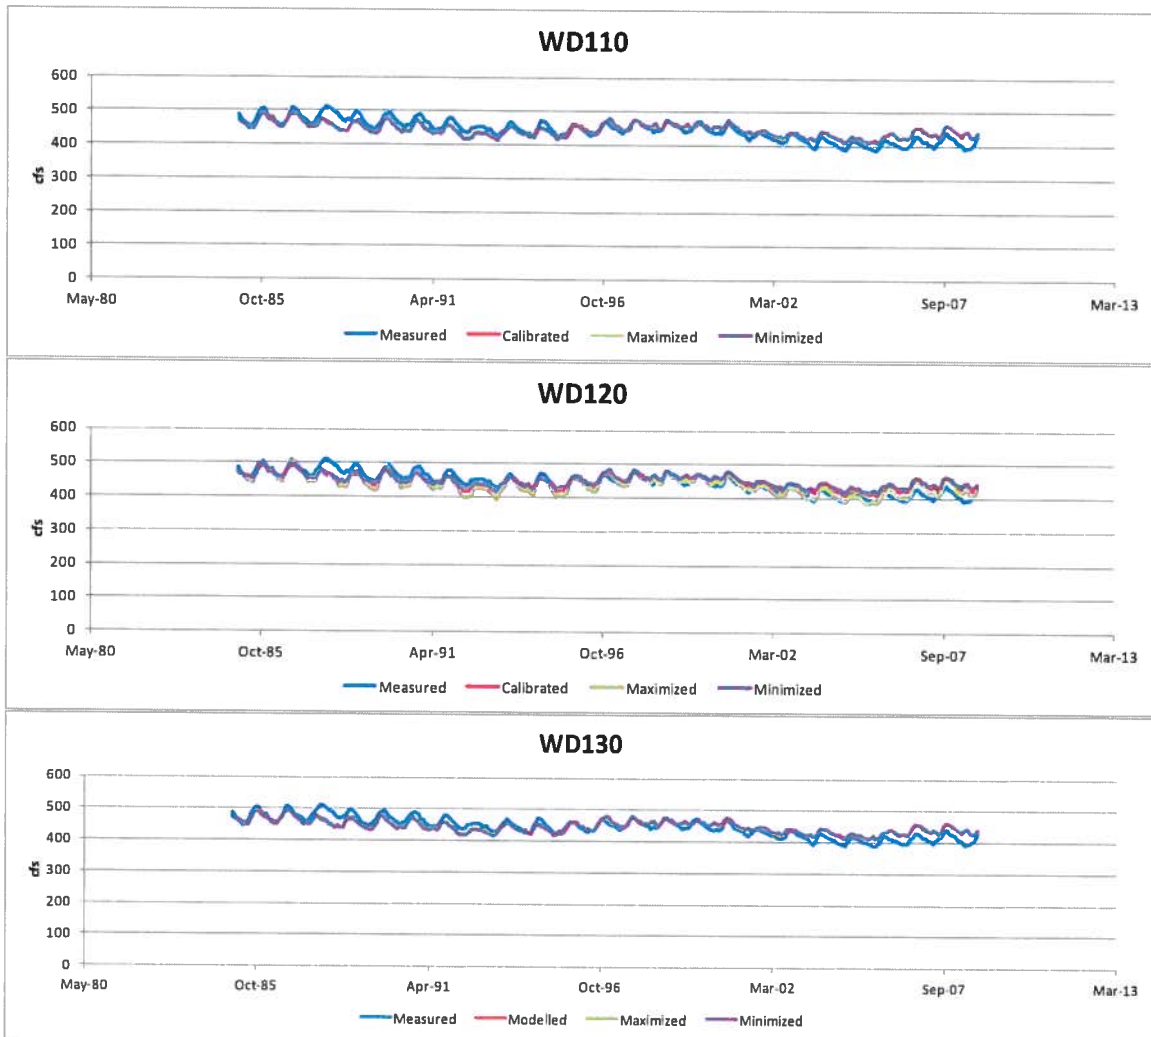 WD110
600
500
400
300
200
100
0
cfs
May-80 Oct-85 Apr-91 Oct-96 Mar-02 Sep-07 Mar-13
Measured Calibrated Maximized Minimized
WD120
600
500
400
300
200
100
0
cfs
May-80 Oct-85 Apr-91 Oct-96 Mar-02 Sep-07 Mar-13
Measured Calibrated Maximized Minimized
WD130
600
500
400
300
200
100
0
cfs
May-80 Oct-85 Apr-91 Oct-96 Mar-02 Sep-07 Mar-13
Measured Modelled Maximized Minimized